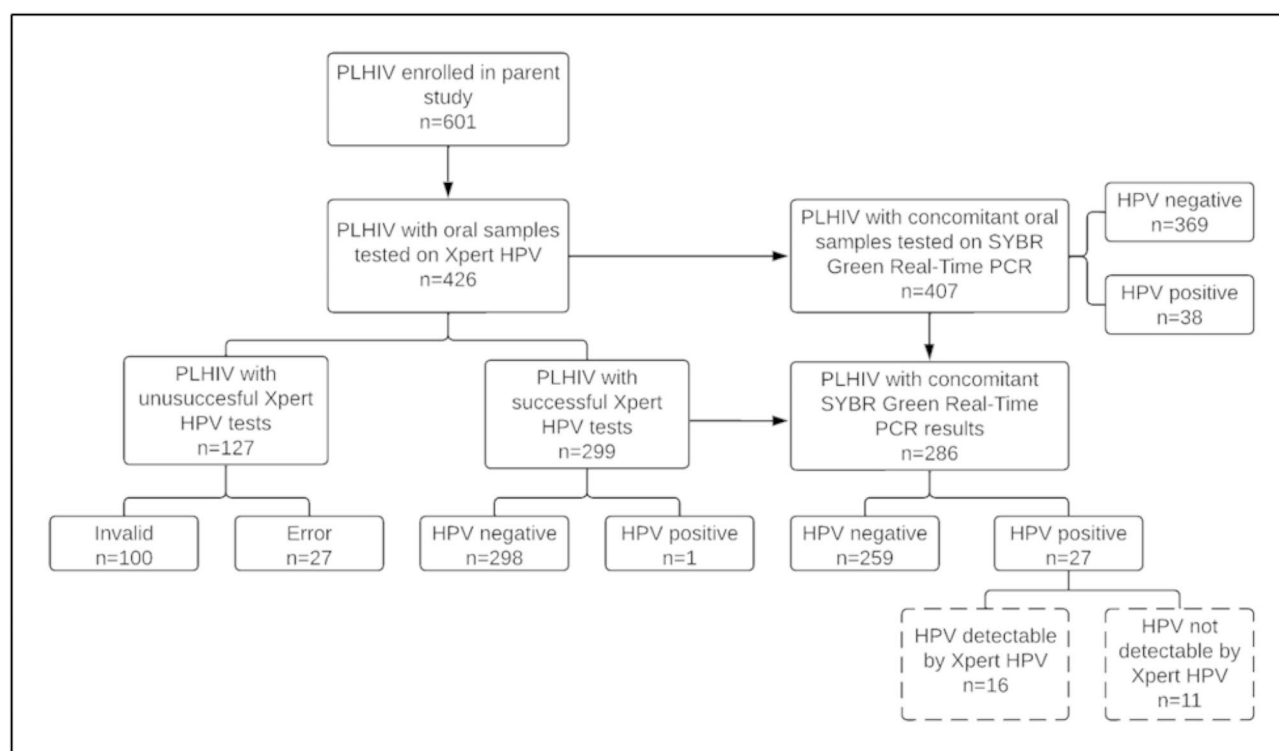 PLHIV enrolled in parent
study
n=601
PLHIV with oral samples
tested on Xpert HPV
n=426
PLHIV with concomitant oral
samples tested on SYBR
Green Real-Time PCR
n=407
HPV negative
n=369
HPV positive
n=38
PLHIV with
unusuccesful Xpert
HPV tests
n=127
PLHIV with
successful Xpert
HPV tests
n=299
PLHIV with concomitant
SYBR Green Real-Time
PCR results
n=286
Invalid
n=100
Error
n=27
HPV negative
n=298
HPV positive
n=1
HPV negative
n=259
HPV positive
n=27
HPV detectable
by Xpert HPV
n=16
HPV not
detectable by
Xpert HPV
n=11